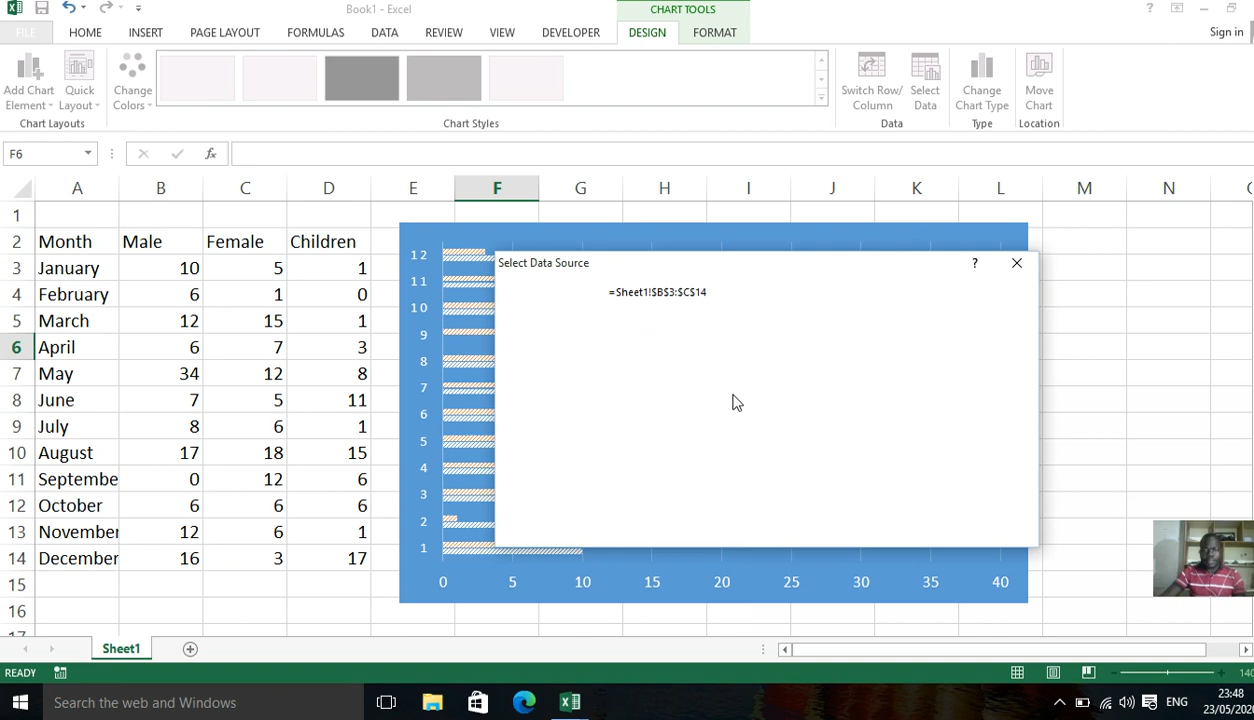 Book1 - Excel
CHART TOOLS
?
FILE
HOME
INSERT
PAGE LAYOUT
FORMULAS
DATA
REVIEW
VIEW
DEVELOPER
DESIGN
FORMAT
Sign in
Add Chart Element
Quick Layout
Change Colors
Switch Row/ Column
Select Data
Change Chart Type
Move Chart
Chart Layouts
Chart Styles
Data
Type
Location
F6
fx
A B C D E F G H I J K L M N
1
2 Month Male Female Children
3 January 10 5 1
4 February 6 1 0
5 March 12 15 1
6 April 6 7 3
7 May 34 12 8
8 June 7 5 11
9 July 8 6 1
10 August 17 18 15
11 Septembe 0 12 6
12 October 6 6 6
13 November 12 6 1
14 December 16 3 17
15
16
17
12
11
10
9
8
7
6
5
4
3
2
1
0 5 10 15 20 25 30 35 40
Select Data Source
?
=Sheet1!$B$3:$C$14
Sheet1
READY
140
Search the web and Windows
ENG
23:48
23/05/202